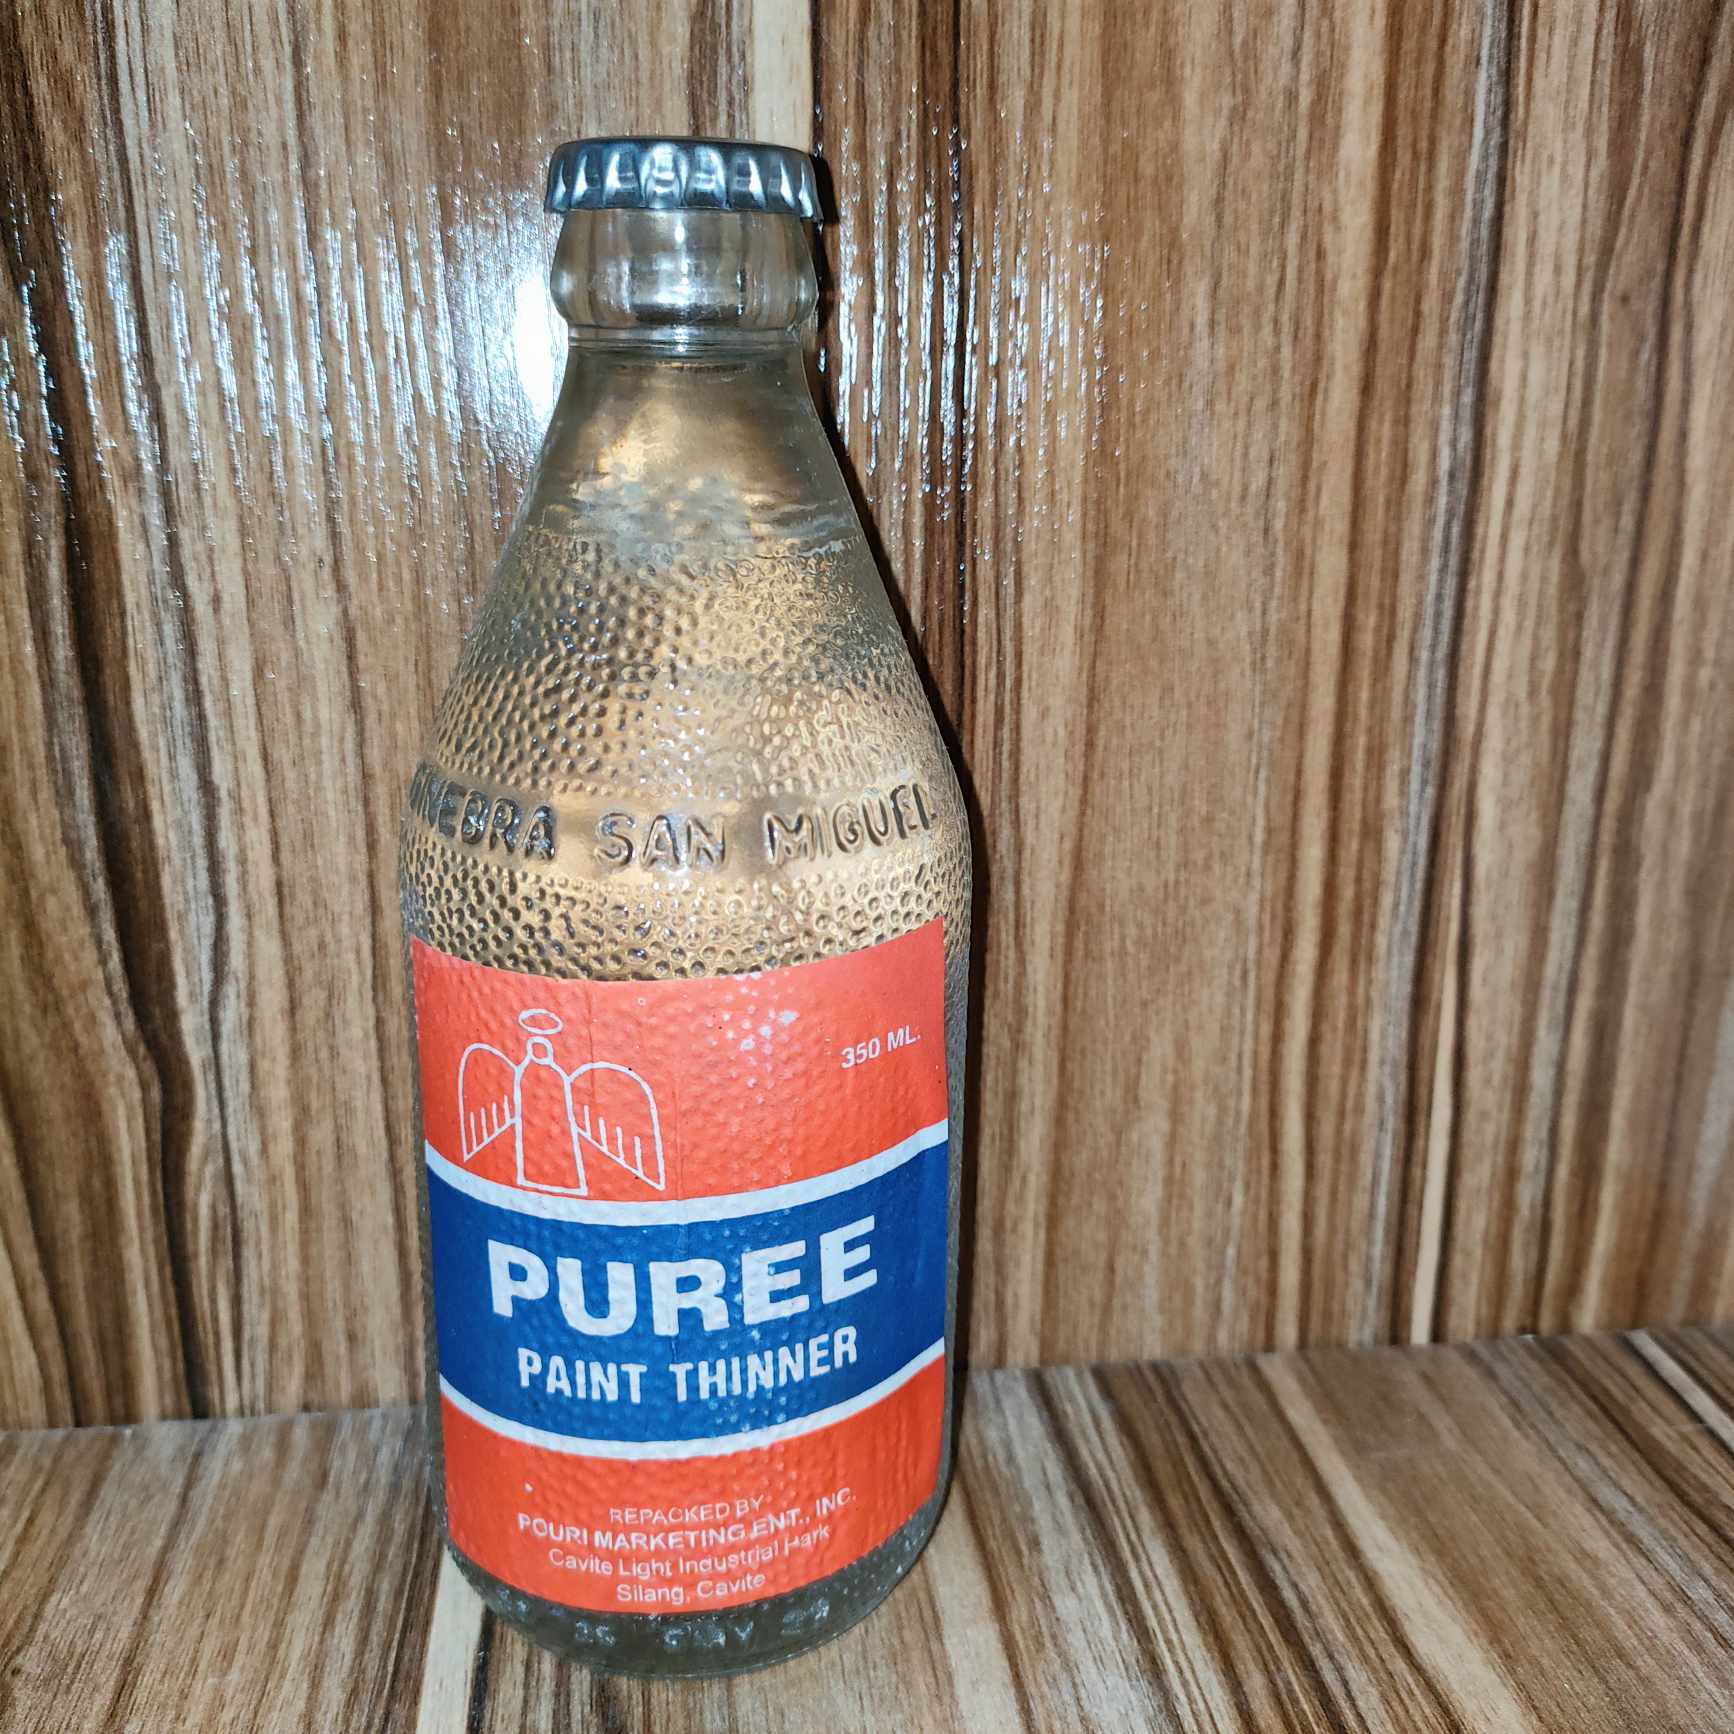 GINEBRA SAN MIGUEL
350 ML.
PUREE
PAINT THINNER
REPACKED BY:
POURI MARKETING ENT., INC.
Cavite Light Industrial Park
Silang, Cavite